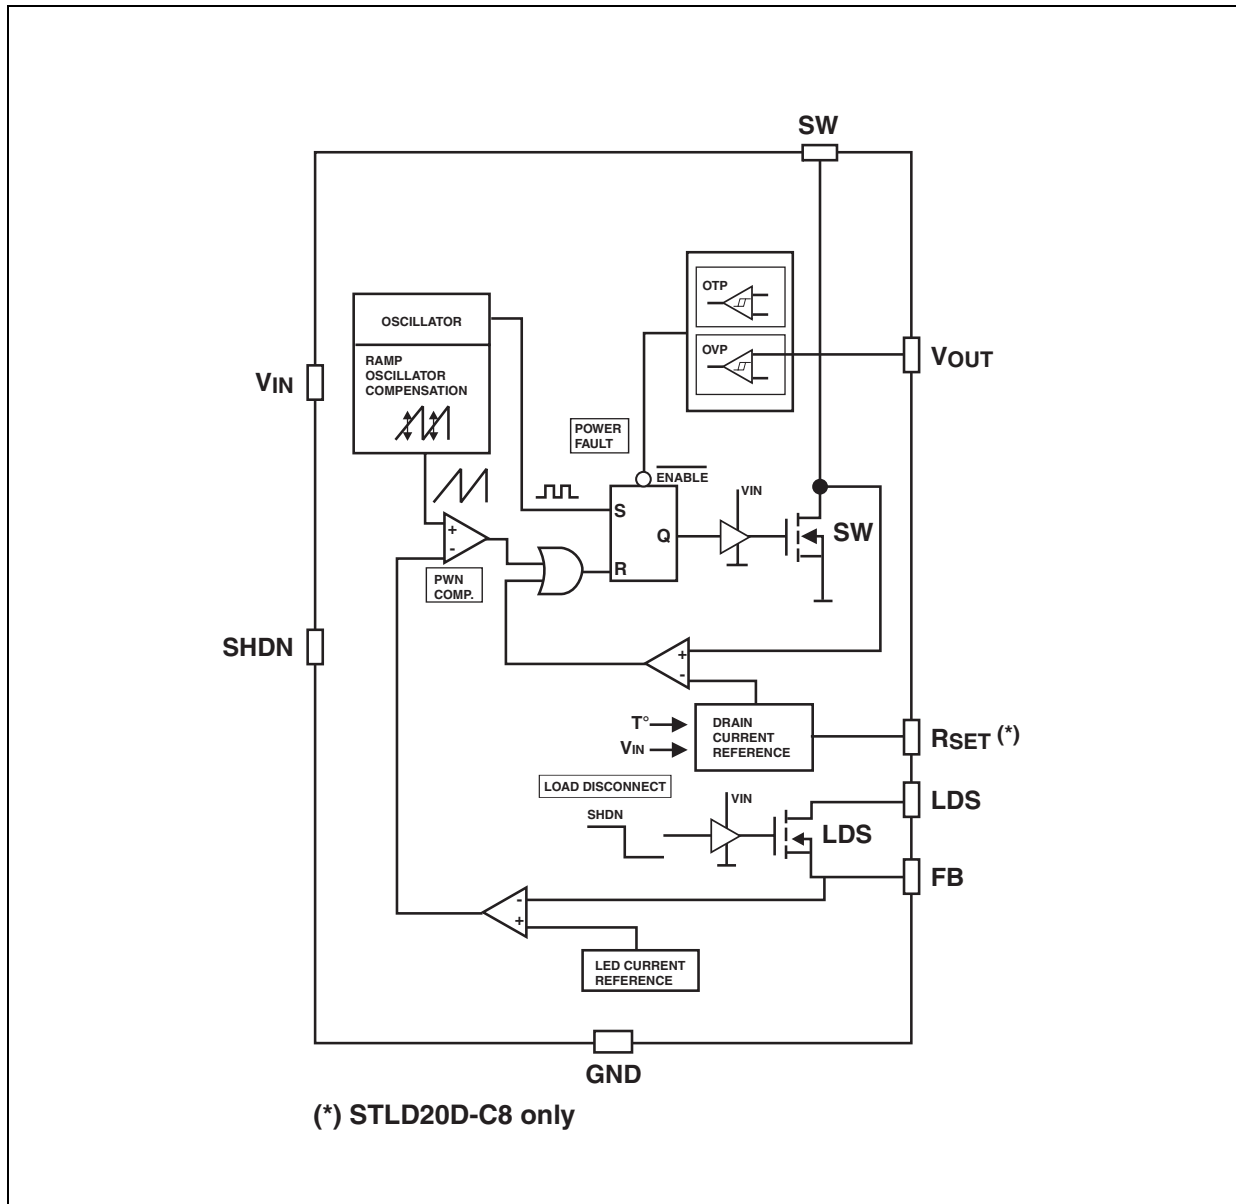 SW
OTP
OSCILLATOR
OVP
VOUT
RAMP
OSCILLATOR
COMPENSATION
VIN
POWER
FAULT
ENABLE
VIN
S
+
SW
Q
-
R
PWN
COMP.
SHDN
+
-
T°
DRAIN
CURRENT
REFERENCE
VIN
RSET (*)
LOAD DISCONNECT
VIN
LDS
SHDN
LDS
FB
-
+
LED CURRENT
REFERENCE
GND
(*) STLD20D-C8 only